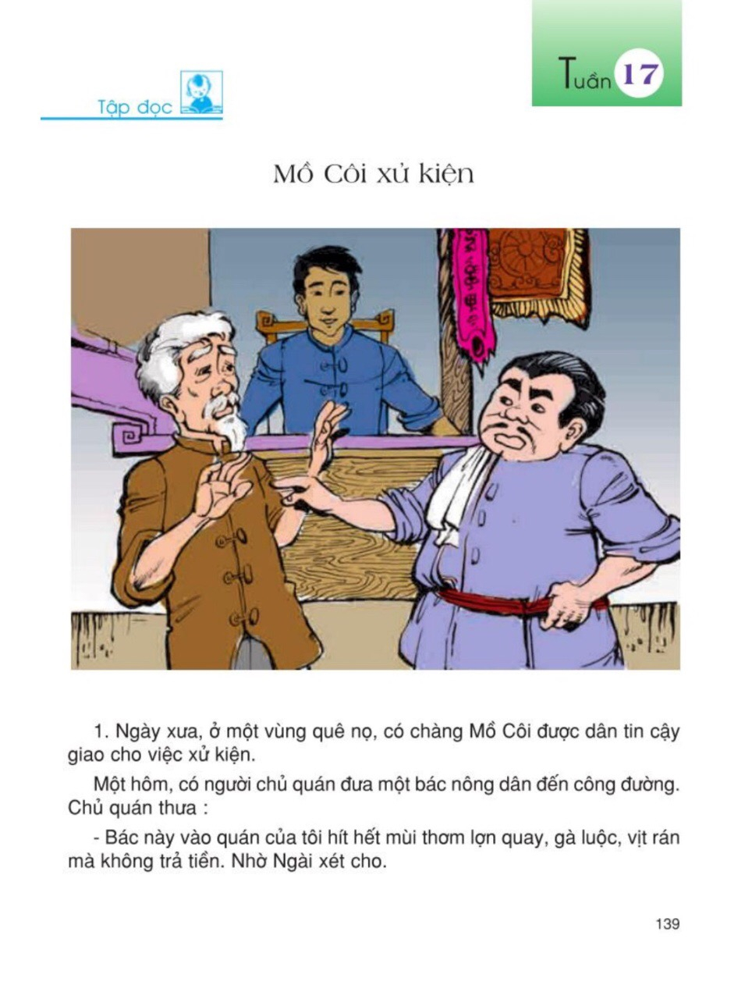 Tuần 17
Tập đọc
Mồ Côi xử kiện
1. Ngày xưa, ở một vùng quê nọ, có chàng Mồ Côi được dân tin cậy
giao cho việc xử kiện.
Một hôm, có người chủ quán đưa một bác nông dân đến công đường.
Chủ quán thưa :
- Bác này vào quán của tôi hít hết mùi thơm lợn quay, gà luộc, vịt rán
mà không trả tiền. Nhờ Ngài xét cho.
139